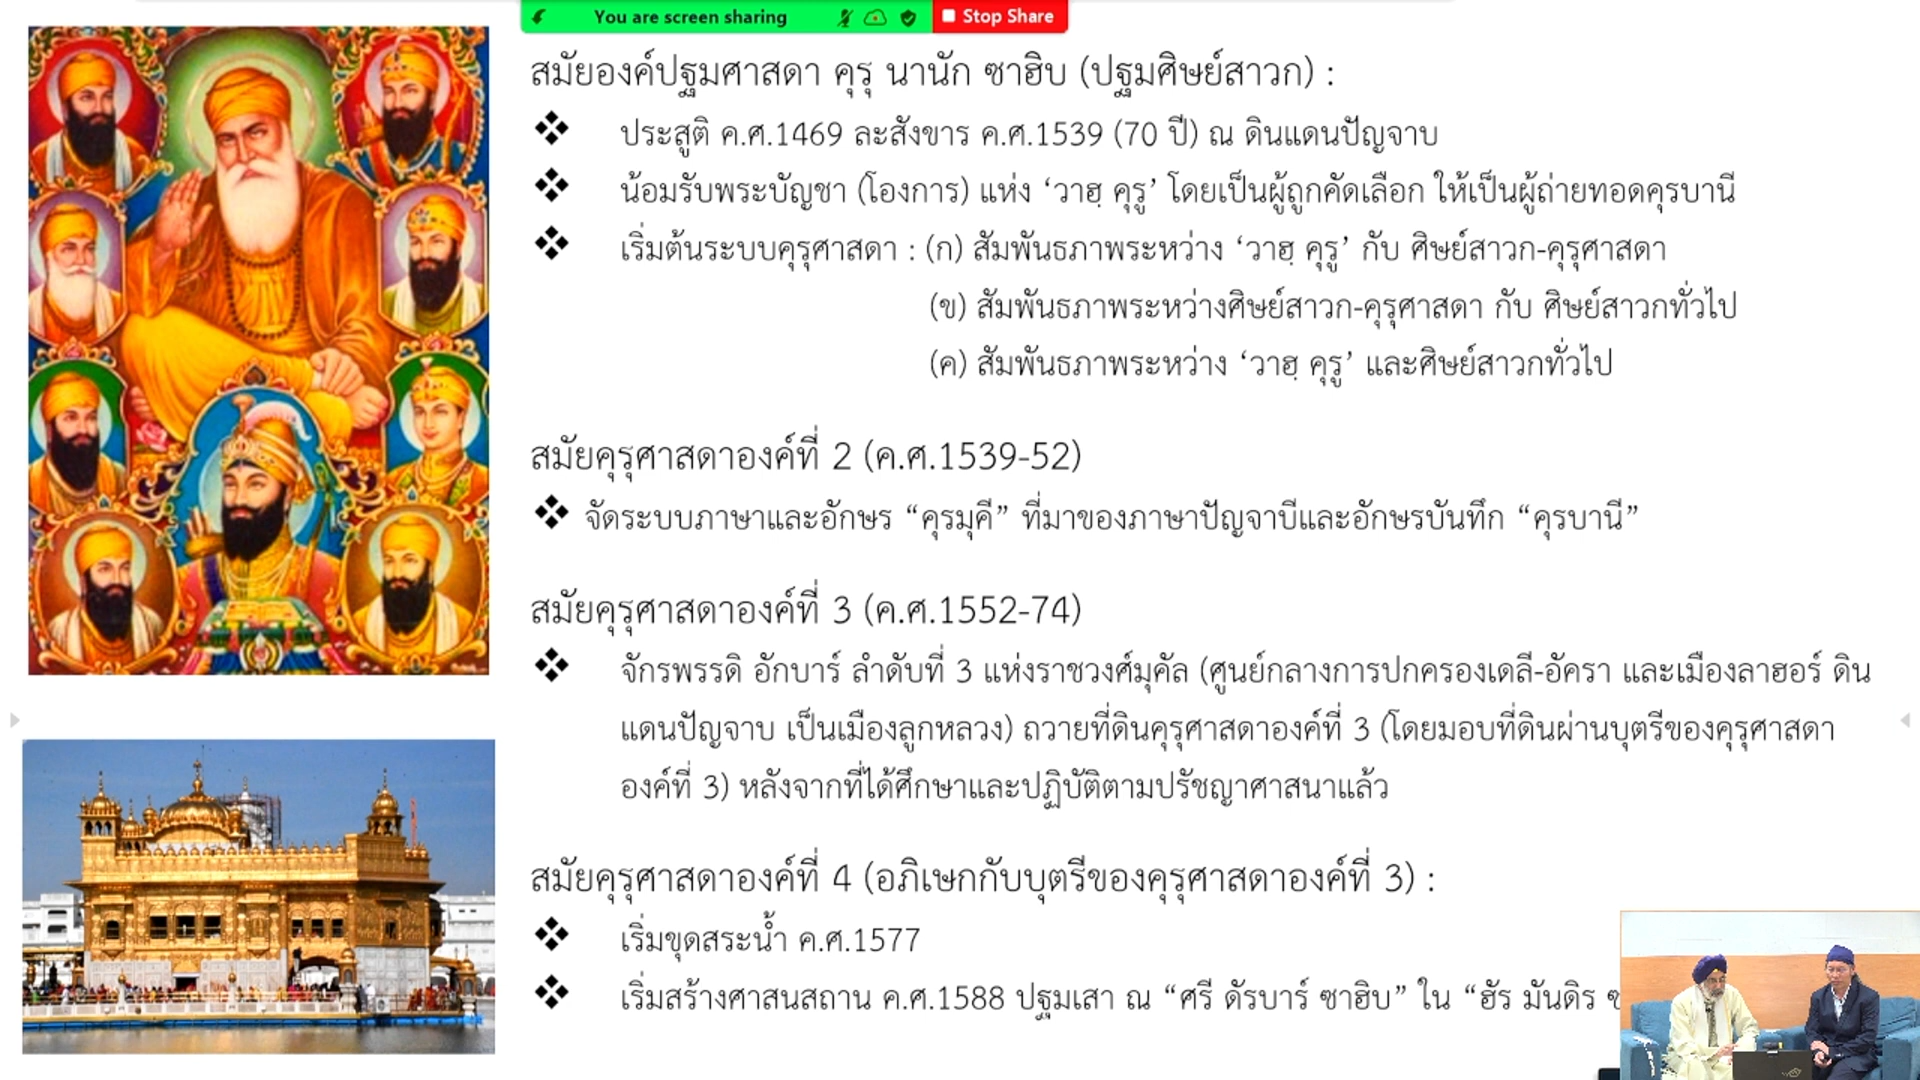 You are screen sharing
Stop Share
สมัยองค์ปฐมศาสดา คุรุ นานัก ซาฮิบ (ปฐมศิษย์สาวก) :
❖ ประสูติ ค.ศ.1469 ละสังขาร ค.ศ.1539 (70 ปี) ณ ดินแดนปัญจาบ
❖ น้อมรับพระบัญชา (โองการ) แห่ง ‘วาฮฺ คุรู’ โดยเป็นผู้ถูกคัดเลือก ให้เป็นผู้ถ่ายทอดคุรบานี
❖ เริ่มต้นระบบคุรุศาสดา : (ก) สัมพันธภาพระหว่าง ‘วาฮฺ คุรู’ กับ ศิษย์สาวก-คุรุศาสดา
(ข) สัมพันธภาพระหว่างศิษย์สาวก-คุรุศาสดา กับ ศิษย์สาวกทั่วไป
(ค) สัมพันธภาพระหว่าง ‘วาฮฺ คุรู’ และศิษย์สาวกทั่วไป
สมัยคุรุศาสดาองค์ที่ 2 (ค.ศ.1539-52)
❖ จัดระบบภาษาและอักษร “คุรมุคี” ที่มาของภาษาปัญจาบีและอักษรบันทึก “คุรบานี”
สมัยคุรุศาสดาองค์ที่ 3 (ค.ศ.1552-74)
❖ จักรพรรดิ อักบาร์ ลำดับที่ 3 แห่งราชวงศ์มุคัล (ศูนย์กลางการปกครองเดลี-อัครา และเมืองลาฮอร์ ดิน
แดนปัญจาบ เป็นเมืองลูกหลวง) ถวายที่ดินคุรุศาสดาองค์ที่ 3 (โดยมอบที่ดินผ่านบุตรีของคุรุศาสดา
องค์ที่ 3) หลังจากที่ได้ศึกษาและปฏิบัติตามปรัชญาศาสนาแล้ว
สมัยคุรุศาสดาองค์ที่ 4 (อภิเษกกับบุตรีของคุรุศาสดาองค์ที่ 3) :
❖ เริ่มขุดสระน้ำ ค.ศ.1577
❖ เริ่มสร้างศาสนสถาน ค.ศ.1588 ปฐมเสา ณ “ศรี ดัรบาร์ ซาฮิบ” ใน “ฮัร มันดิร